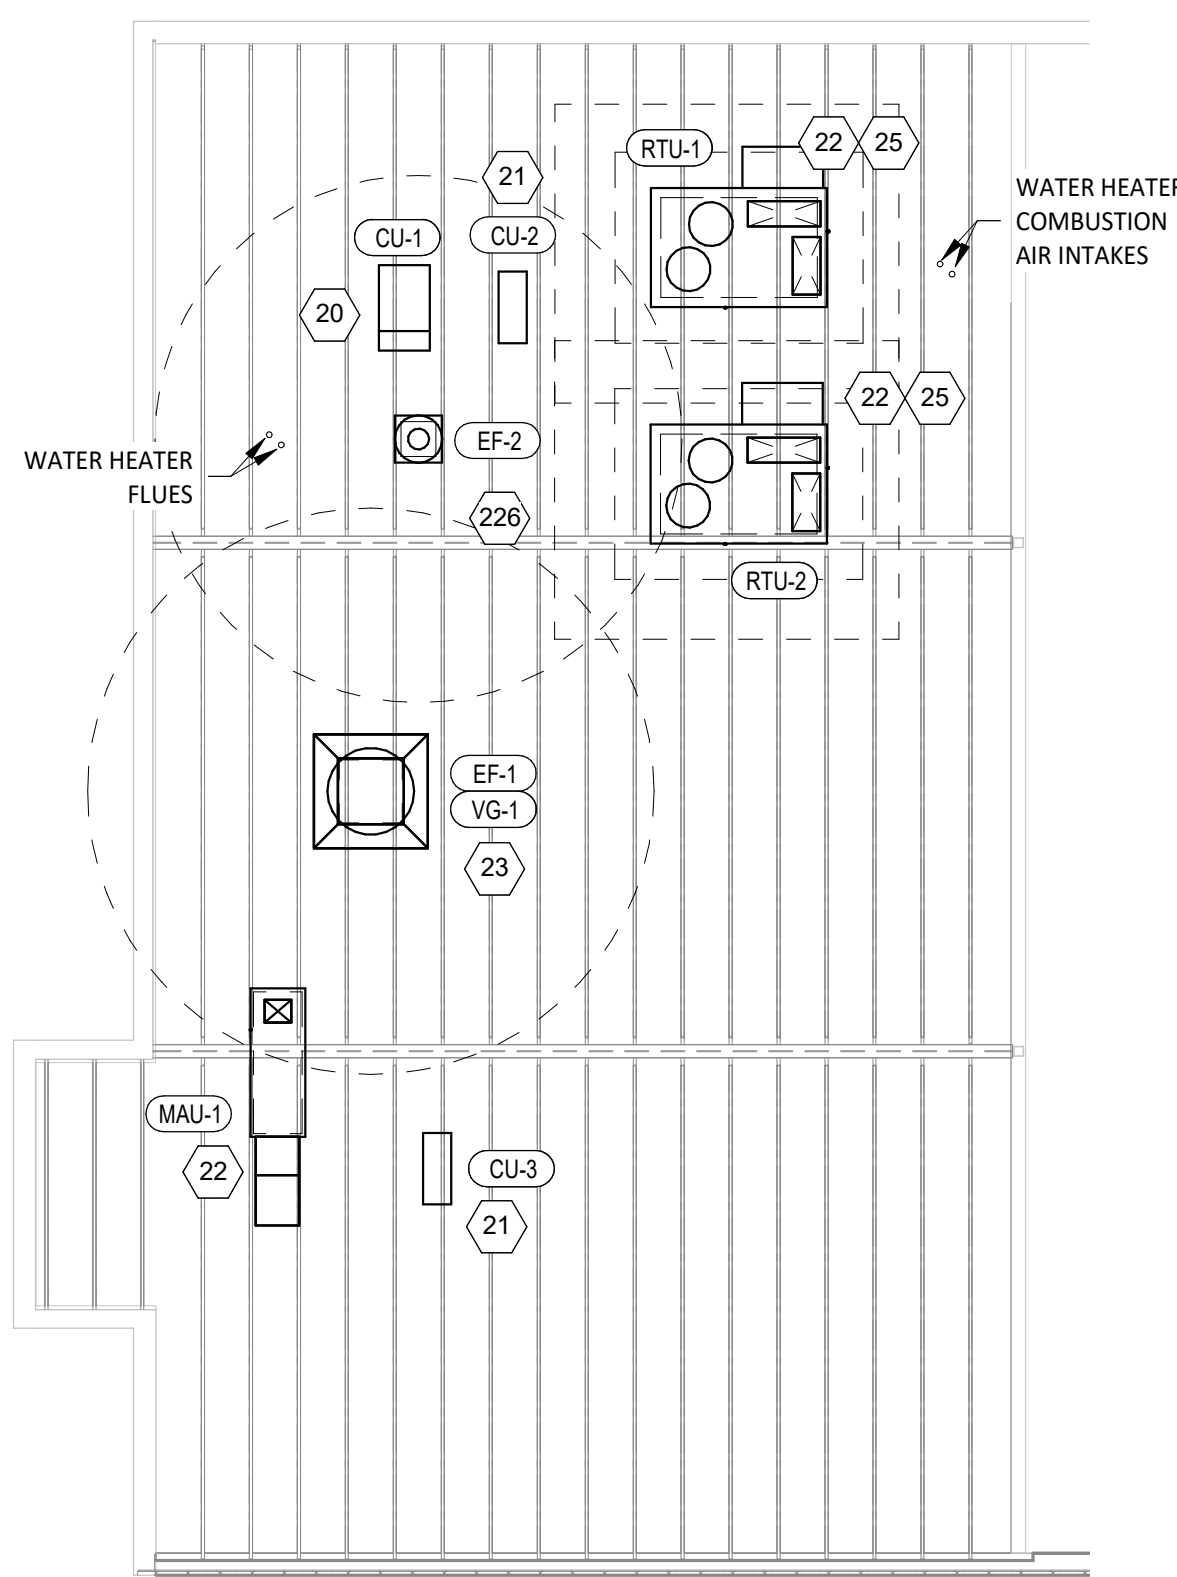 RTU-1
22
25
21
WATER HEATER
COMBUSTION
AIR INTAKES
CU-1
CU-2
20
22
25
EF-2
WATER HEATER
FLUES
226
RTU-2
EF-1
VG-1
23
MAU-1
22
CU-3
21